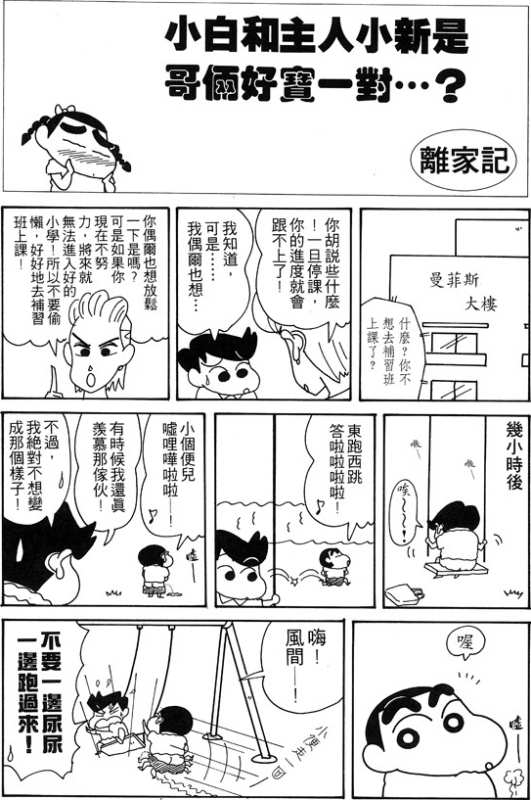 小白和主人小新是
哥倆好寶一對…？
離家記
曼菲斯
大樓
什麼？你不
想去補習班
上課了？
你胡說些什麼
！一旦停課，
你的進度就會
跟不上了！
我知道，
可是……
我偶爾也想…
你偶爾也想放鬆
一下是嗎？
可是如果你
現在不努
力，將來就
無法進入好的
小學！所以不要偷
懶，好好地去補習
班上課！
幾小時後
唉～～！
東跑西跳
答啦啦啦啦！
小個便兒
噓哩嘩啦啦—！
有時候我還真
羨慕那傢伙！
不過，
我絕對不想變
成那個樣子！
喔
嗨！
風間—！
小便走一回
不要一邊尿尿
一邊跑過來！